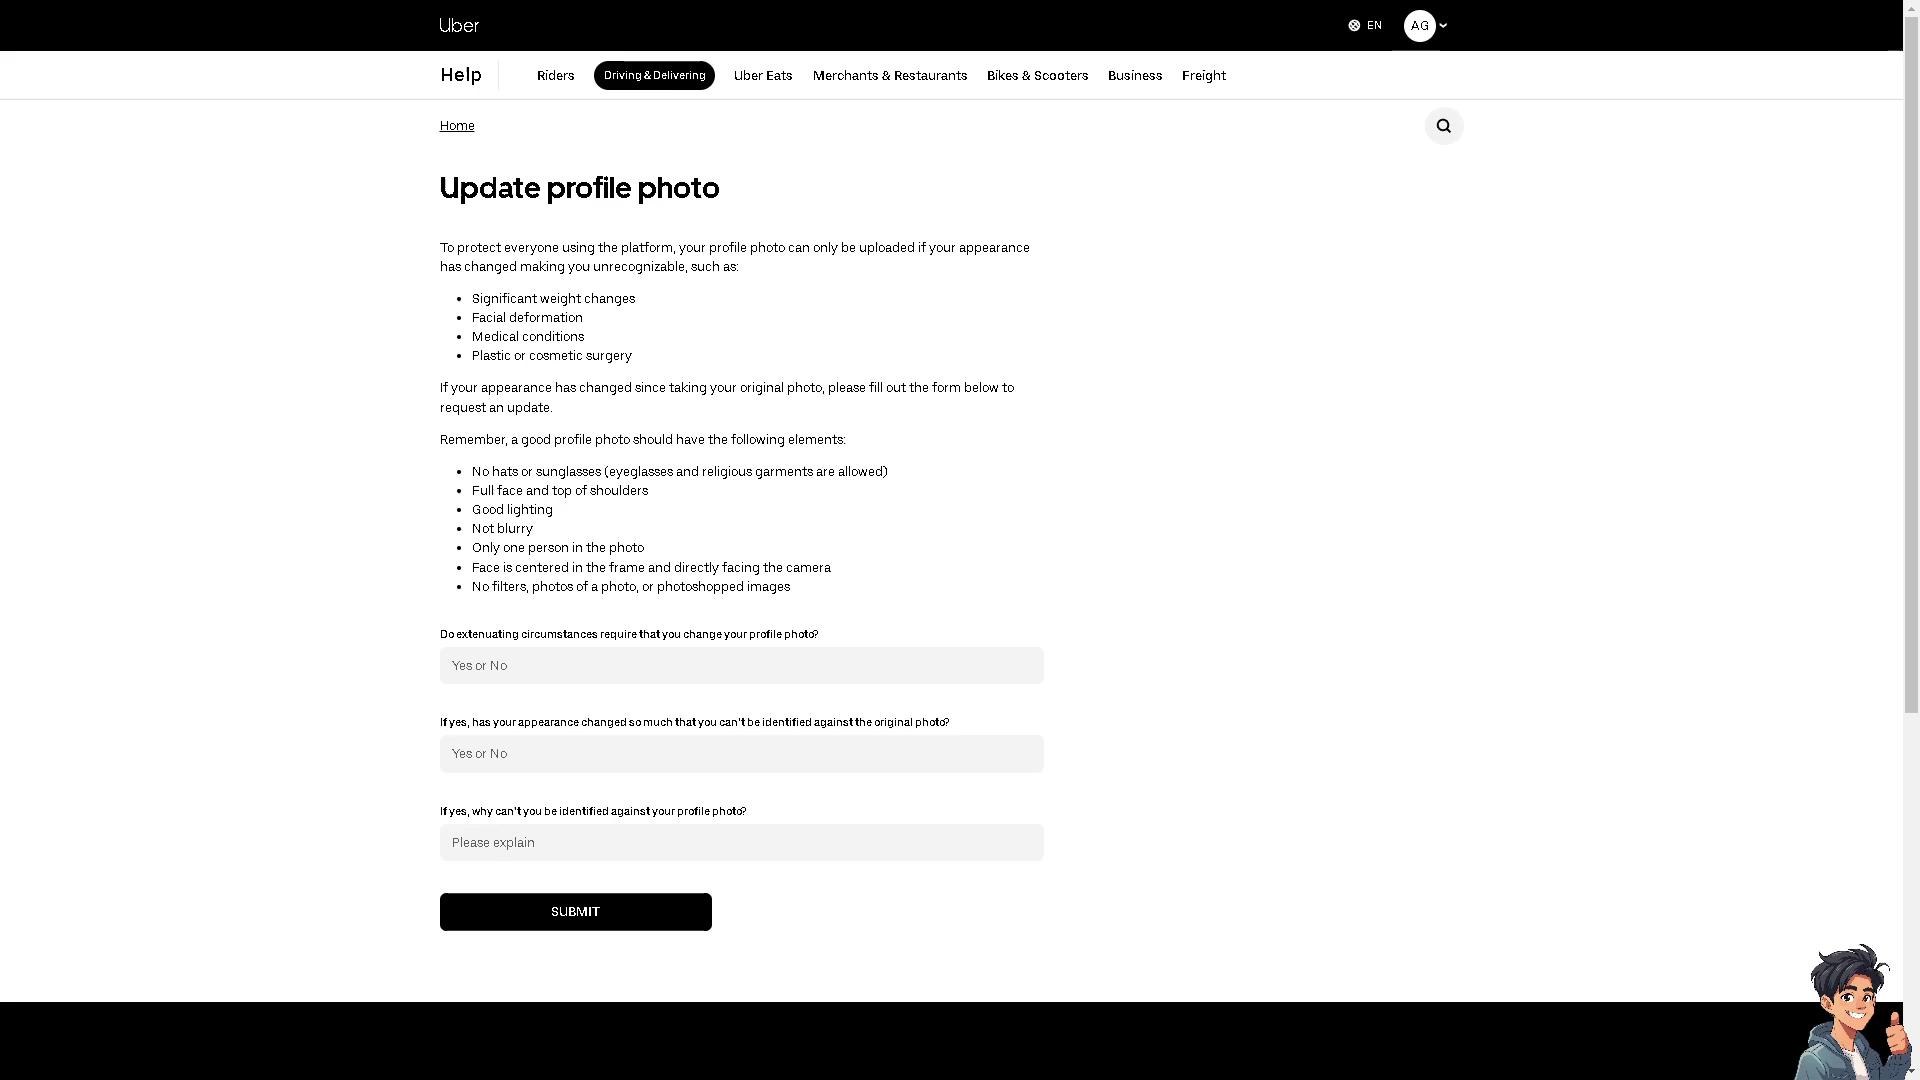 Uber
EN
AG
Help
Riders
Driving & Delivering
Uber Eats
Merchants & Restaurants
Bikes & Scooters
Business
Freight
Home
Update profile photo
To protect everyone using the platform, your profile photo can only be uploaded if your appearance
has changed making you unrecognizable, such as:
• Significant weight changes
• Facial deformation
• Medical conditions
• Plastic or cosmetic surgery
If your appearance has changed since taking your original photo, please fill out the form below to
request an update.
Remember, a good profile photo should have the following elements:
• No hats or sunglasses (eyeglasses and religious garments are allowed)
• Full face and top of shoulders
• Good lighting
• Not blurry
• Only one person in the photo
• Face is centered in the frame and directly facing the camera
• No filters, photos of a photo, or photoshopped images
Do extenuating circumstances require that you change your profile photo?
Yes or No
If yes, has your appearance changed so much that you can't be identified against the original photo?
Yes or No
If yes, why can't you be identified against your profile photo?
Please explain
SUBMIT